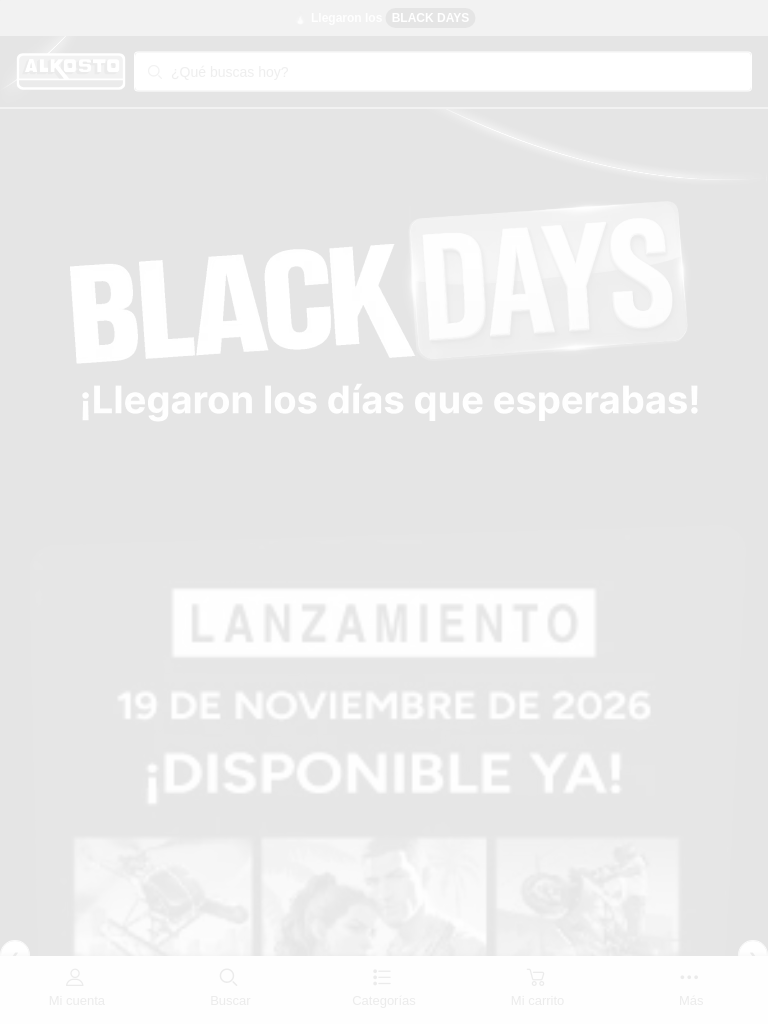 Llegaron los BLACK DAYS
ALKOSTO
¿Qué buscas hoy?
BLACK DAYS
¡Llegaron los días que esperabas!
LANZAMIENTO
19 DE NOVIEMBRE DE 2026
¡DISPONIBLE YA!
Mi cuenta
Buscar
Categorías
Mi carrito
Más